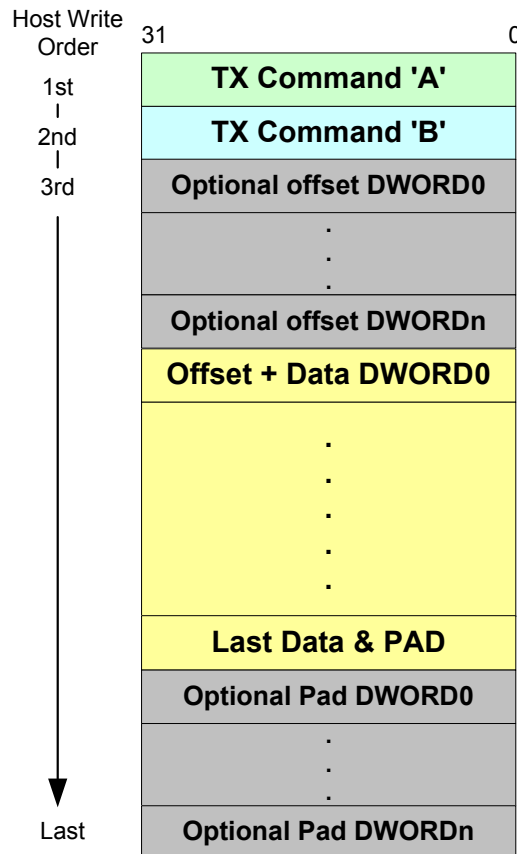 Host Write
Order
31
0
1st
TX Command 'A'
2nd
TX Command 'B'
3rd
Optional offset DWORD0
.
.
.
Optional offset DWORDn
Offset + Data DWORD0
.
.
.
.
.
Last Data & PAD
Optional Pad DWORD0
.
.
.
Last
Optional Pad DWORDn